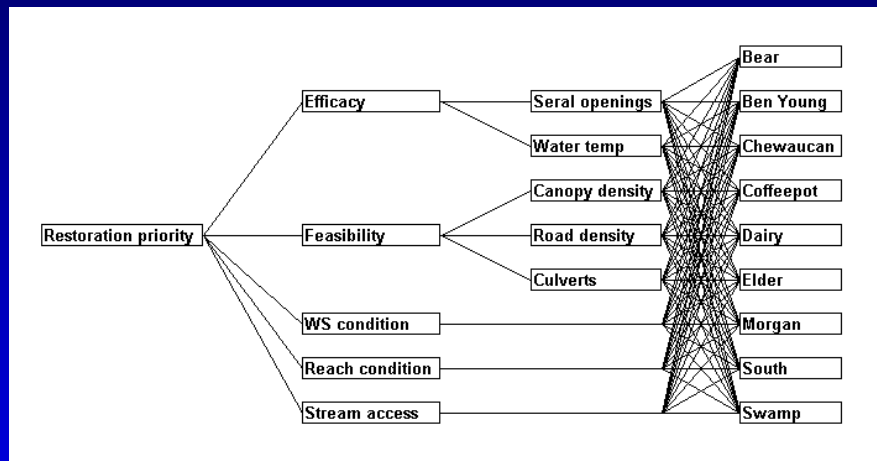 Restoration priority
Efficacy
Feasibility
WS condition
Reach condition
Stream access
Seral openings
Water temp
Canopy density
Road density
Culverts
Bear
Ben Young
Chewaucan
Coffeepot
Dairy
Elder
Morgan
South
Swamp